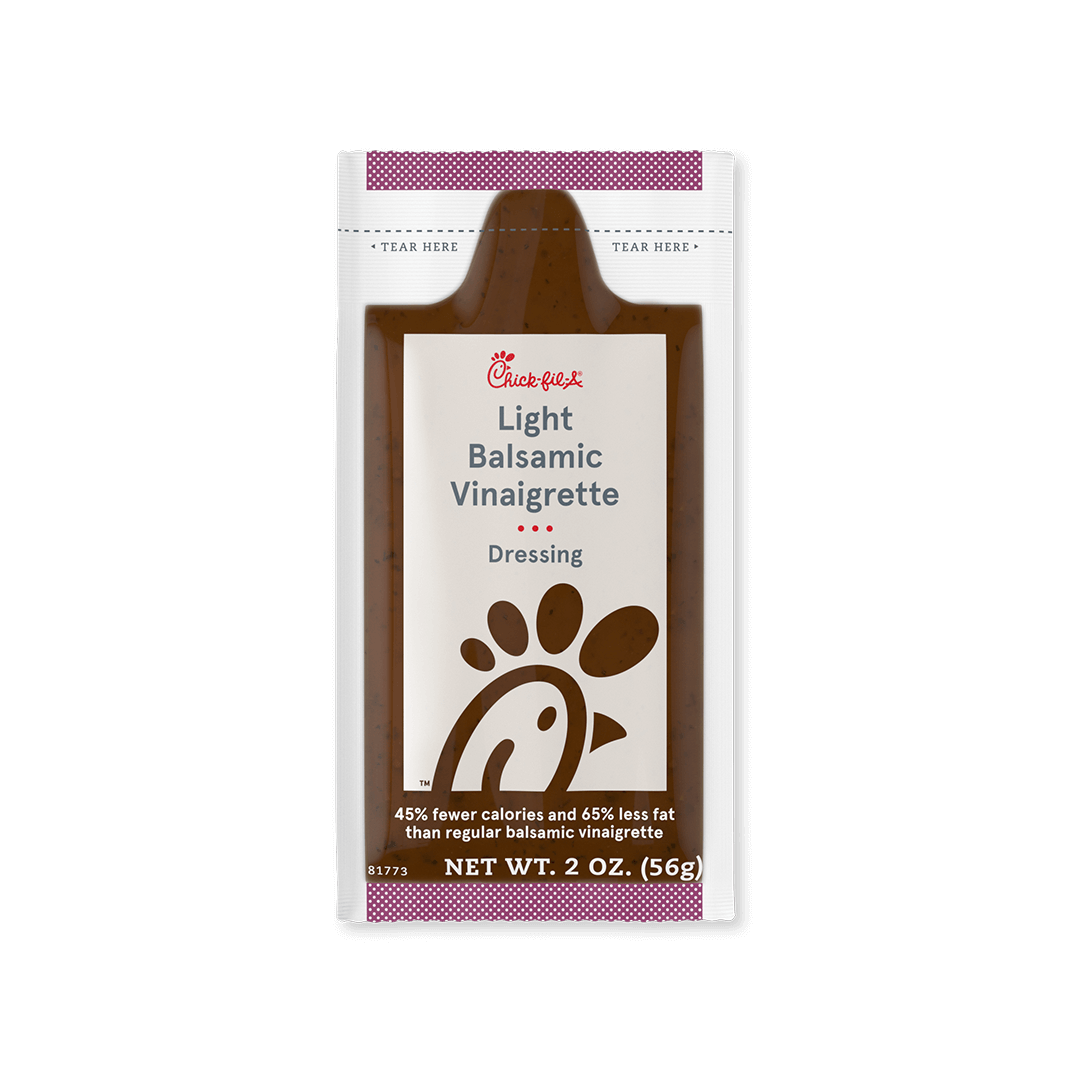 ◂ TEAR HERE TEAR HERE ▸
Chick-fil-A®
Light
Balsamic
Vinaigrette
Dressing
TM
45% fewer calories and 65% less fat
than regular balsamic vinaigrette
81773 NET WT. 2 OZ. (56g)